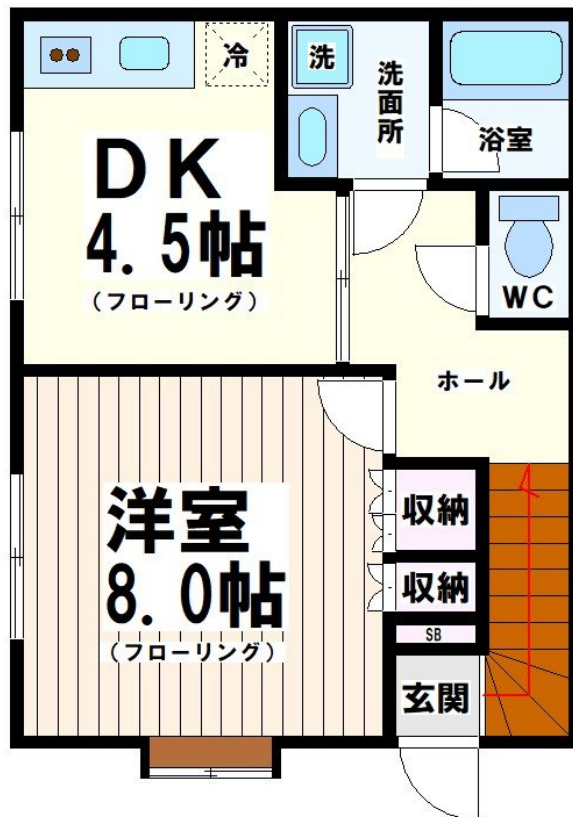 冷
洗
洗面所
浴室
DK
4.5帖
(フローリング)
WC
ホール
洋室
8.0帖
(フローリング)
収納
収納
SB
玄関